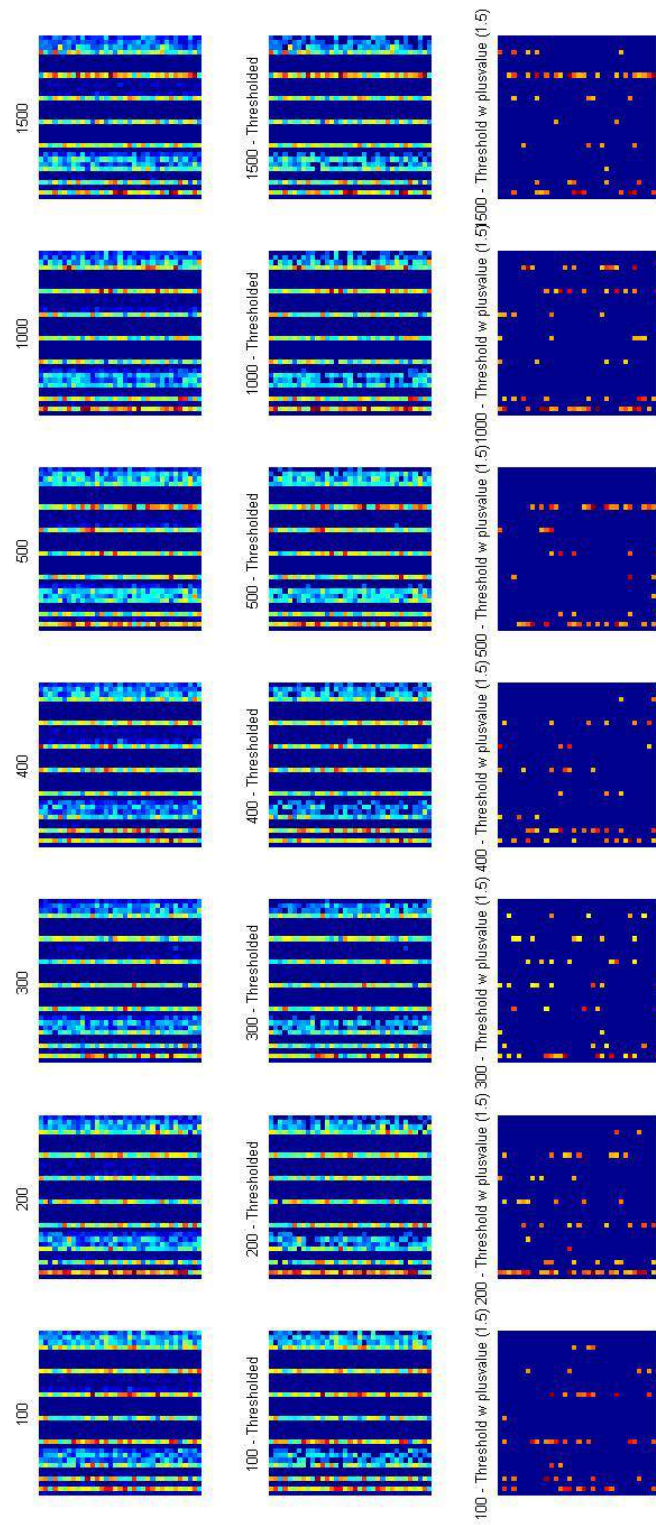 100
200
300
400
500
1000
1500
100 - Thresholded
200 - Thresholded
300 - Thresholded
400 - Thresholded
500 - Thresholded
1000 - Thresholded
1500 - Thresholded
100 - Threshold w plusvalue (1.5)
200 - Threshold w plusvalue (1.5)
300 - Threshold w plusvalue (1.5)
400 - Threshold w plusvalue (1.5)
500 - Threshold w plusvalue (1.5)
1000 - Threshold w plusvalue (1.5)
1500 - Threshold w plusvalue (1.5)